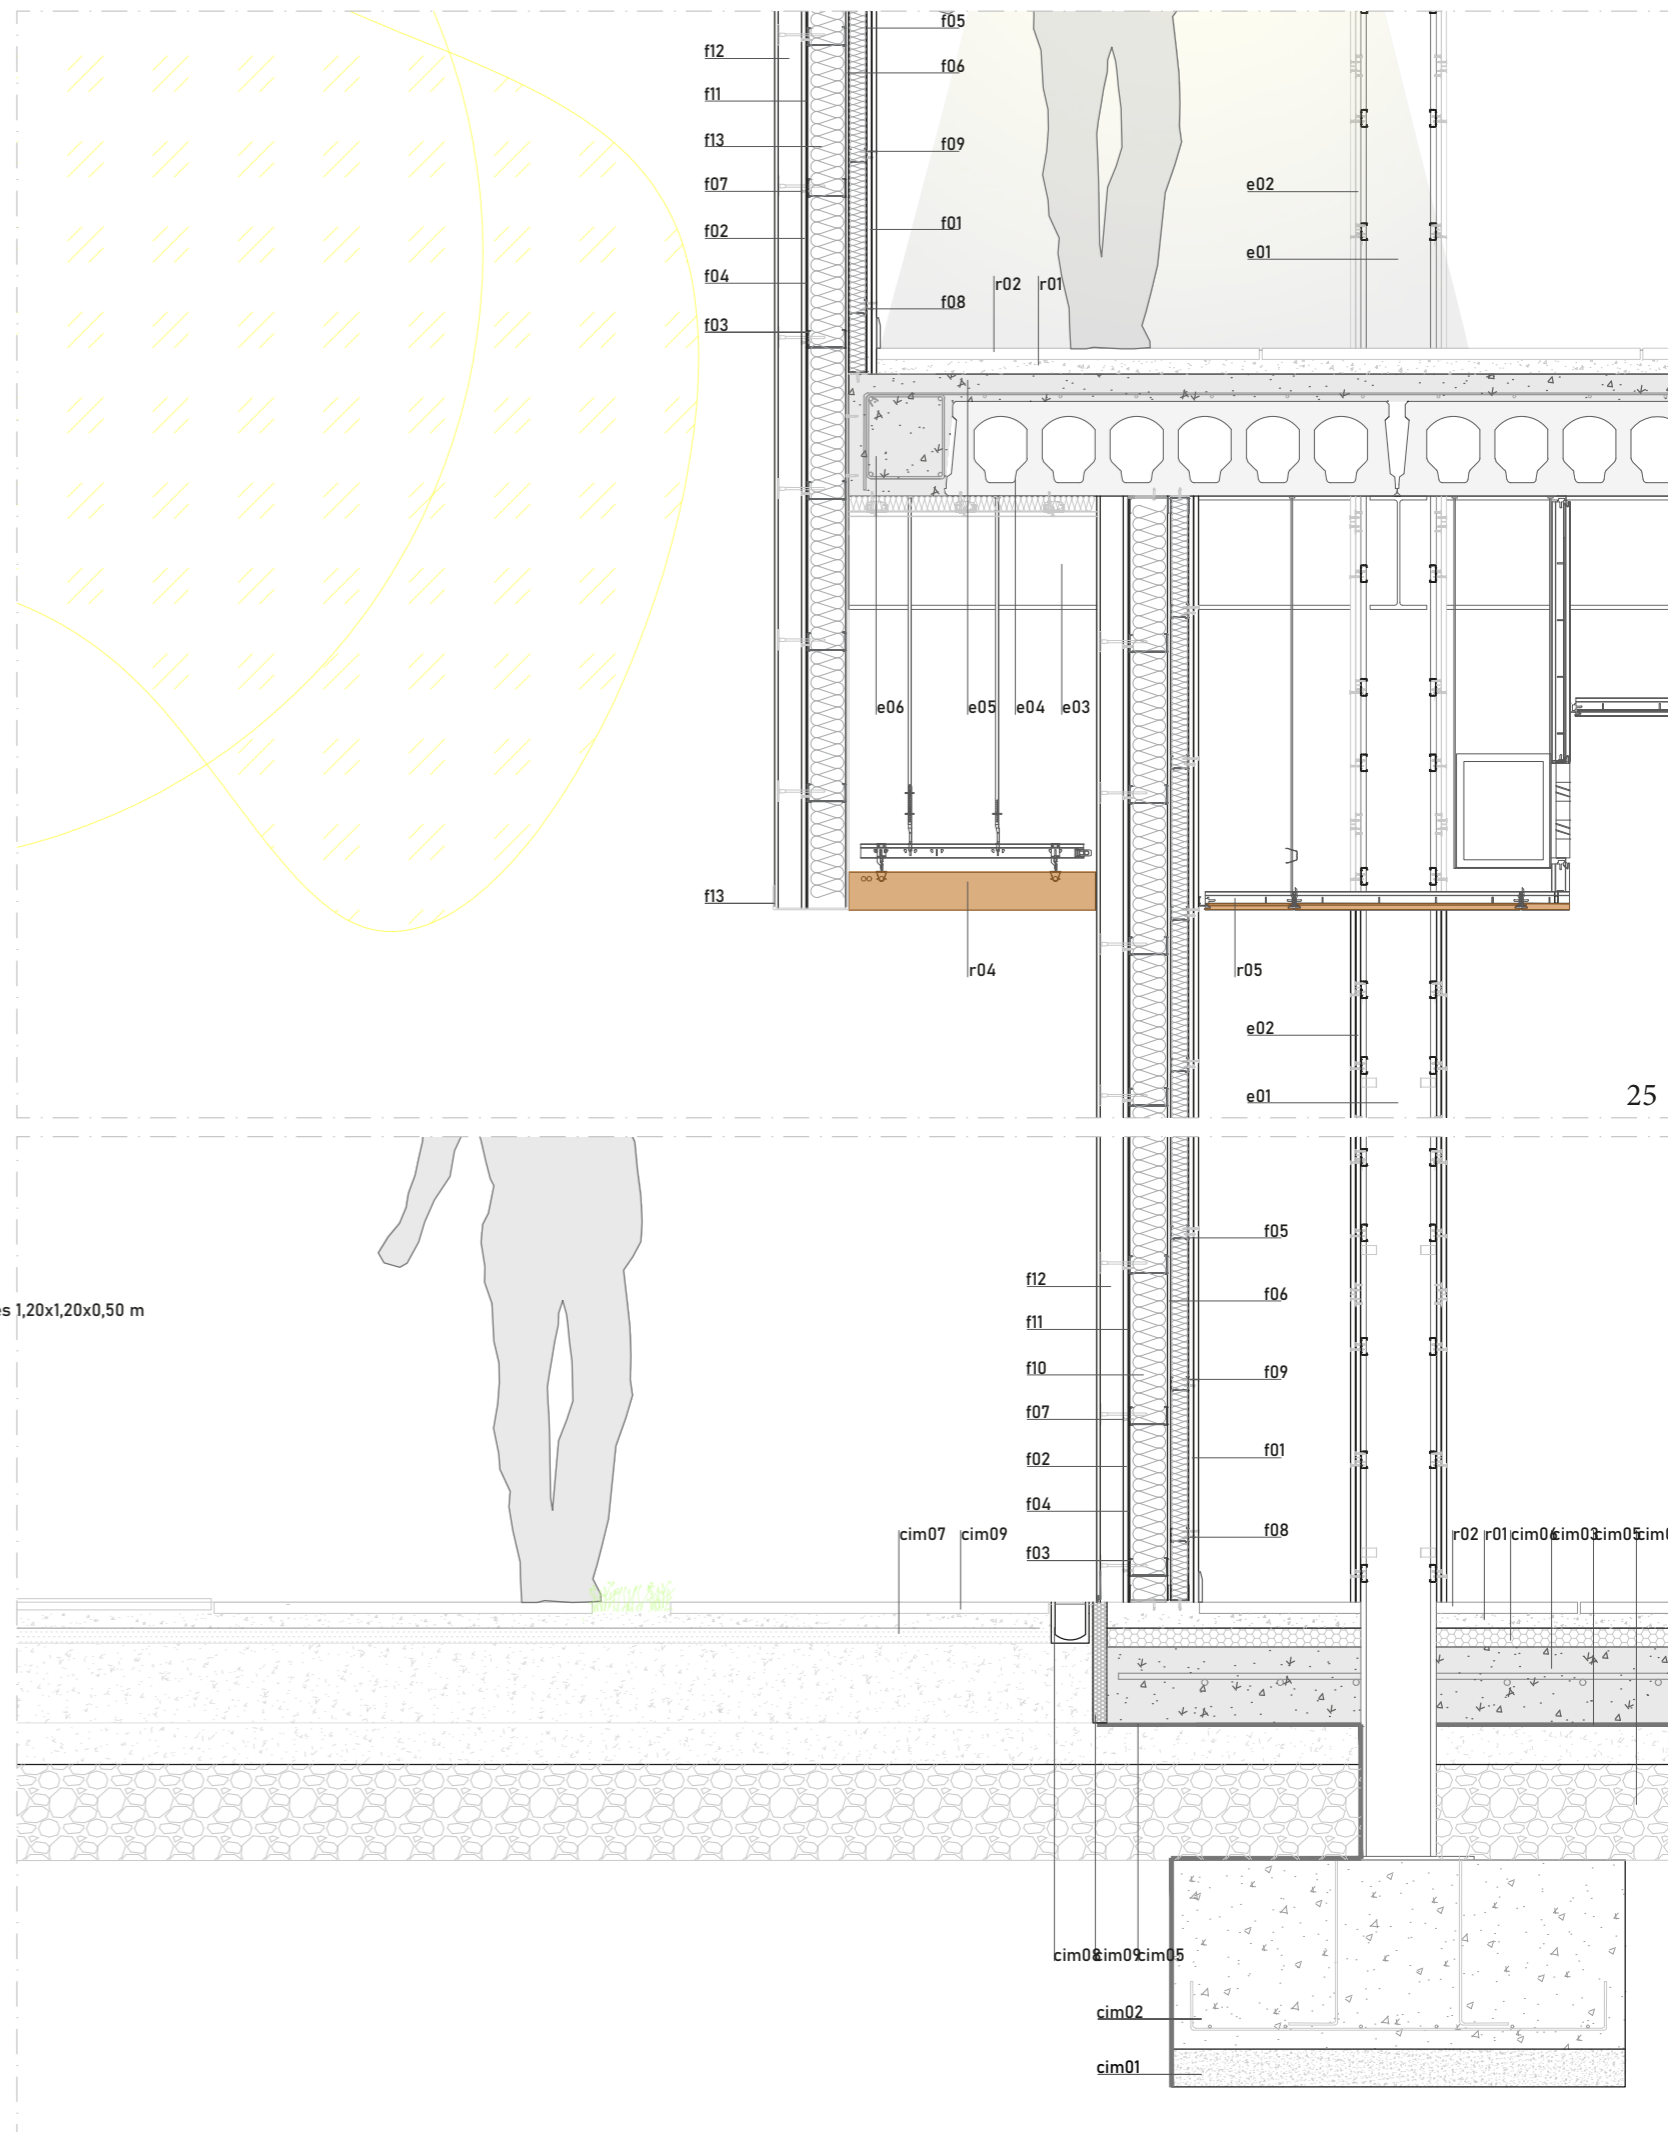 f05
f12
f06
f11
f13
f09
f07
e02
f01
f02
e01
f04
r02 r01
f08
f03
e06 e05 e04 e03
f13
r04 r05
e02
25
e01
f05
f12
f06
es 1,20x1,20x0,50 m
f11
f10
f09
f07
f01
f02
f04
cim07 cim09 f08 r02 r01 cim04 cim03 cim05
f03
cim08 cim09 cim05
cim02
cim01